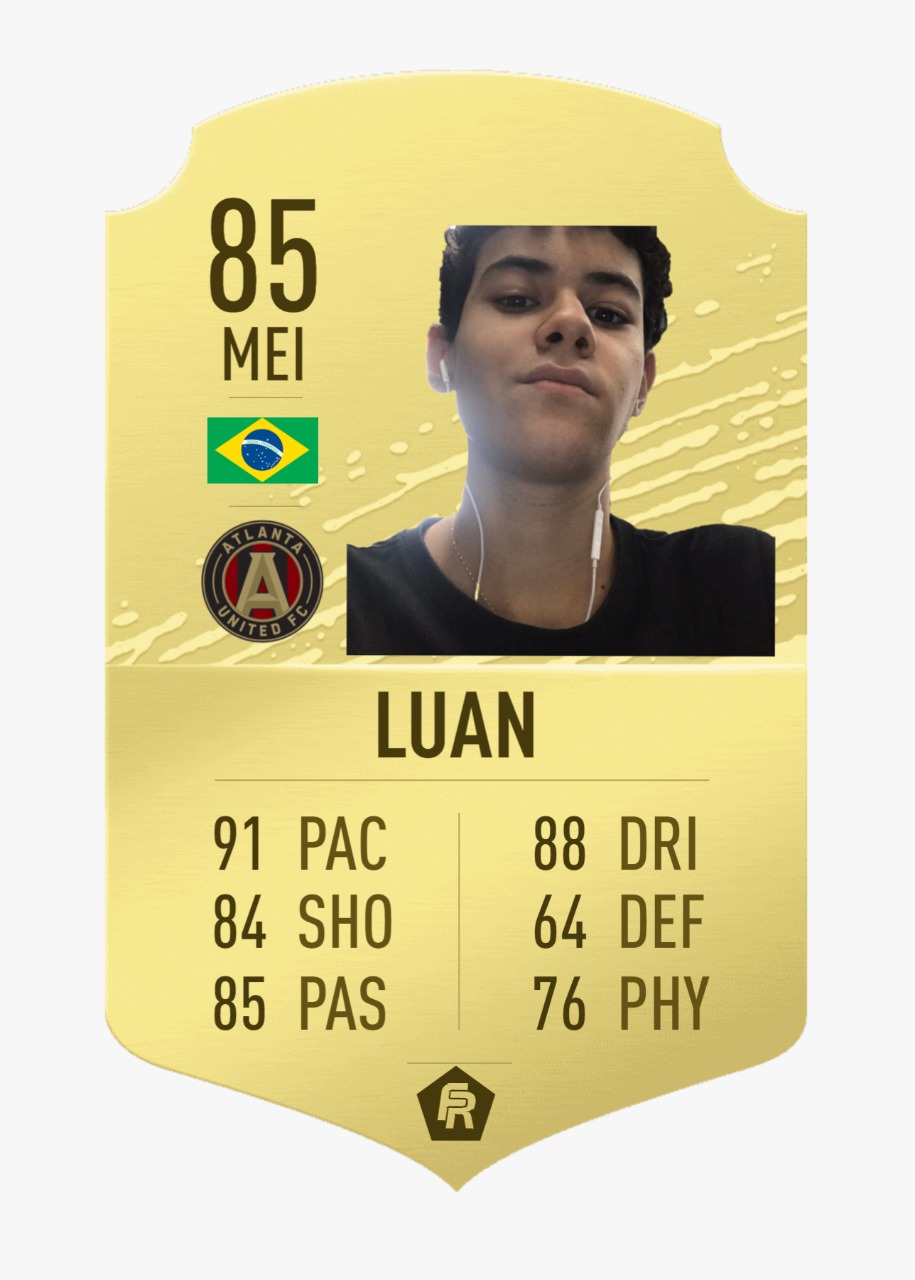 85
MEI
ATLANTA
UNITED FC
LUAN
91 PAC 88 DRI
84 SHO 64 DEF
85 PAS 76 PHY
FR